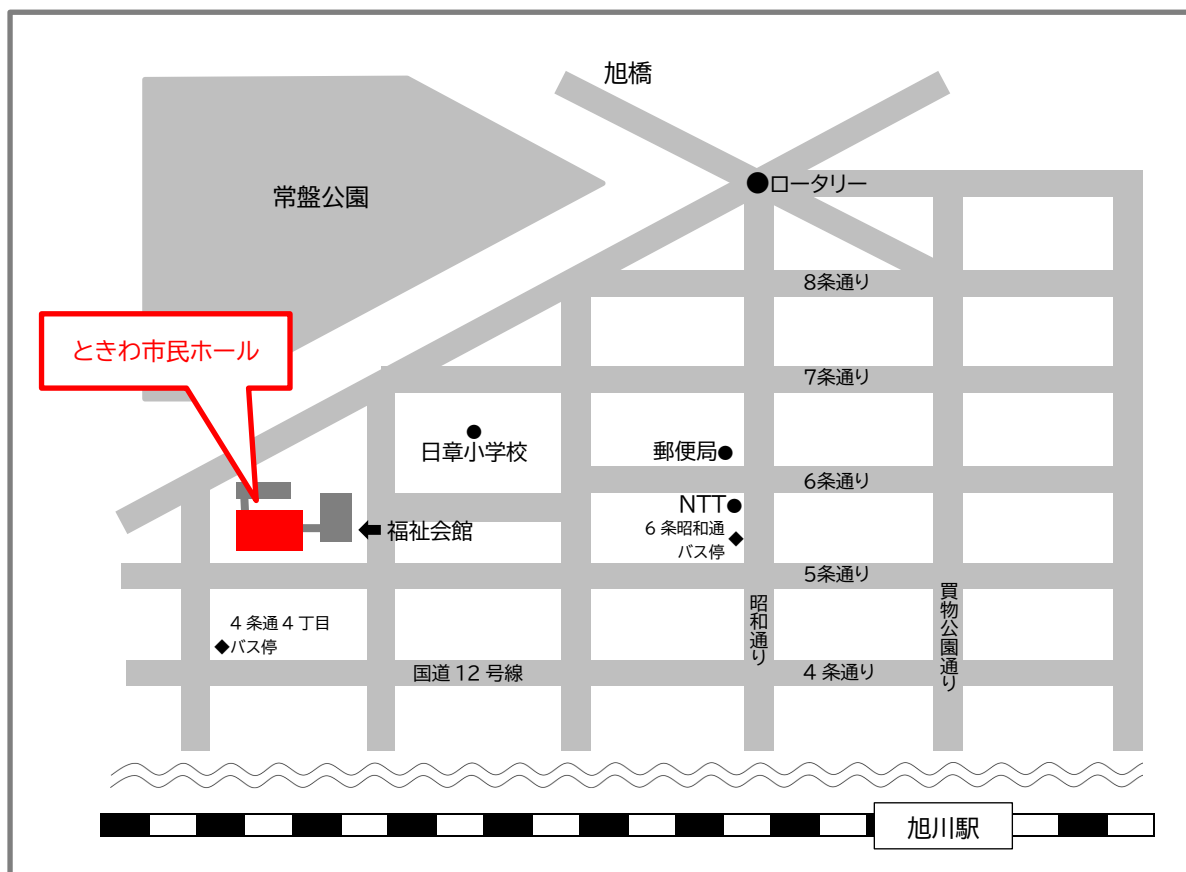 旭橋
常盤公園
ロータリー
8条通り
ときわ市民ホール
7条通り
日章小学校
郵便局
6条通り
NTT
6条昭和通
バス停
福祉会館
5条通り
昭和通り
買物公園通り
4条通4丁目
バス停
国道12号線
4条通り
旭川駅